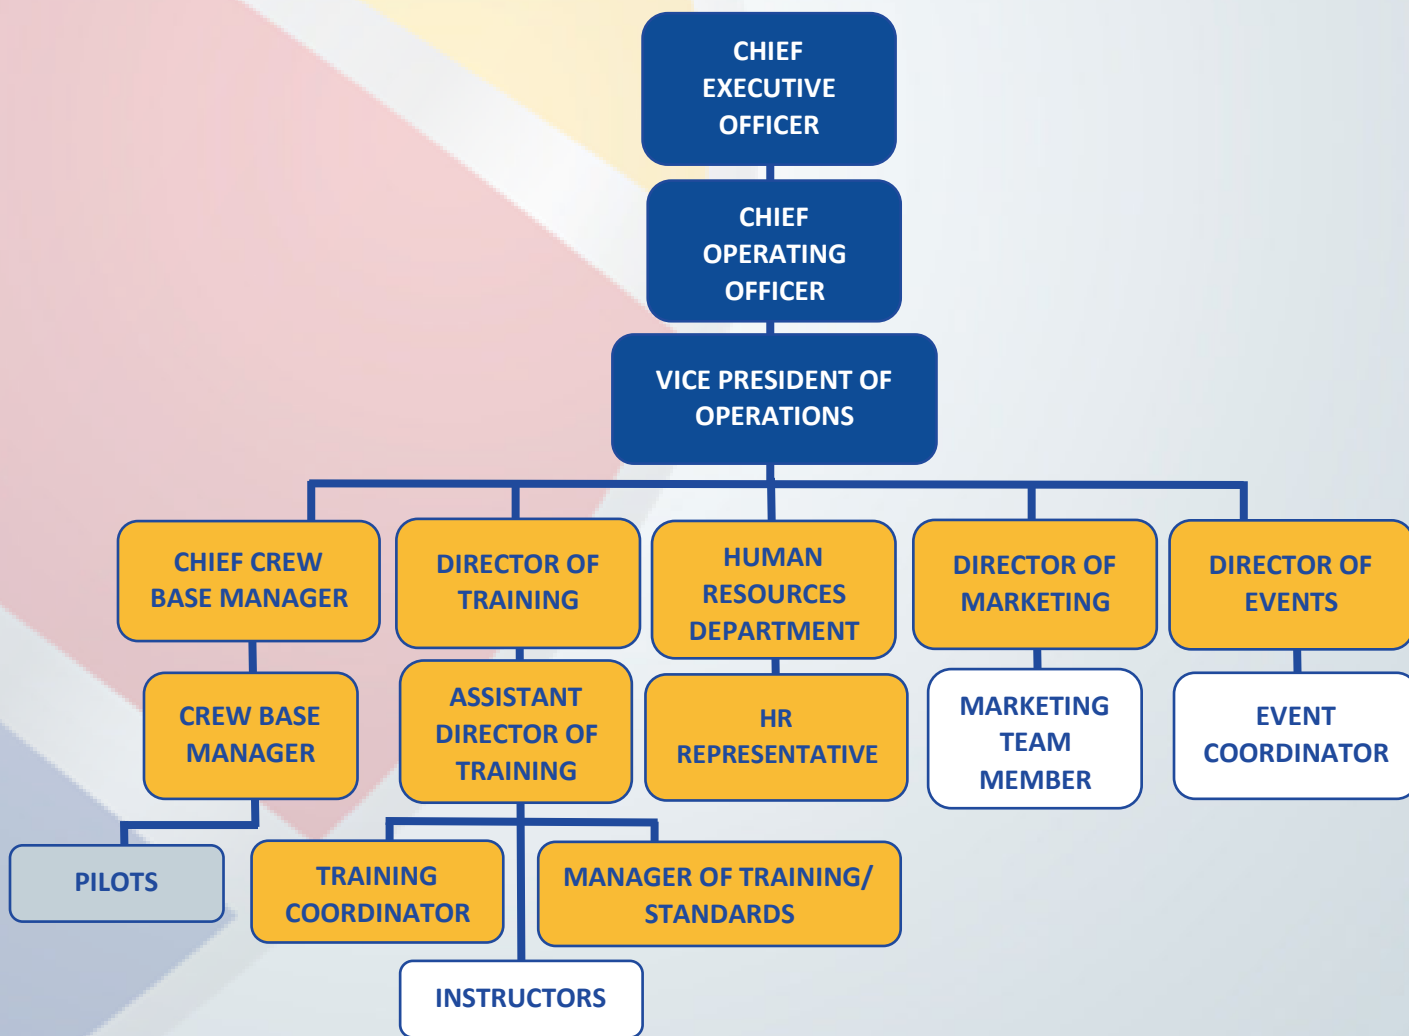 CHIEF
EXECUTIVE
OFFICER
CHIEF
OPERATING
OFFICER
VICE PRESIDENT OF
OPERATIONS
CHIEF CREW
BASE MANAGER
DIRECTOR OF
TRAINING
HUMAN
RESOURCES
DEPARTMENT
DIRECTOR OF
MARKETING
DIRECTOR OF
EVENTS
CREW BASE
MANAGER
ASSISTANT
DIRECTOR OF
TRAINING
HR
REPRESENTATIVE
MARKETING
TEAM
MEMBER
EVENT
COORDINATOR
PILOTS
TRAINING
COORDINATOR
MANAGER OF TRAINING/
STANDARDS
INSTRUCTORS